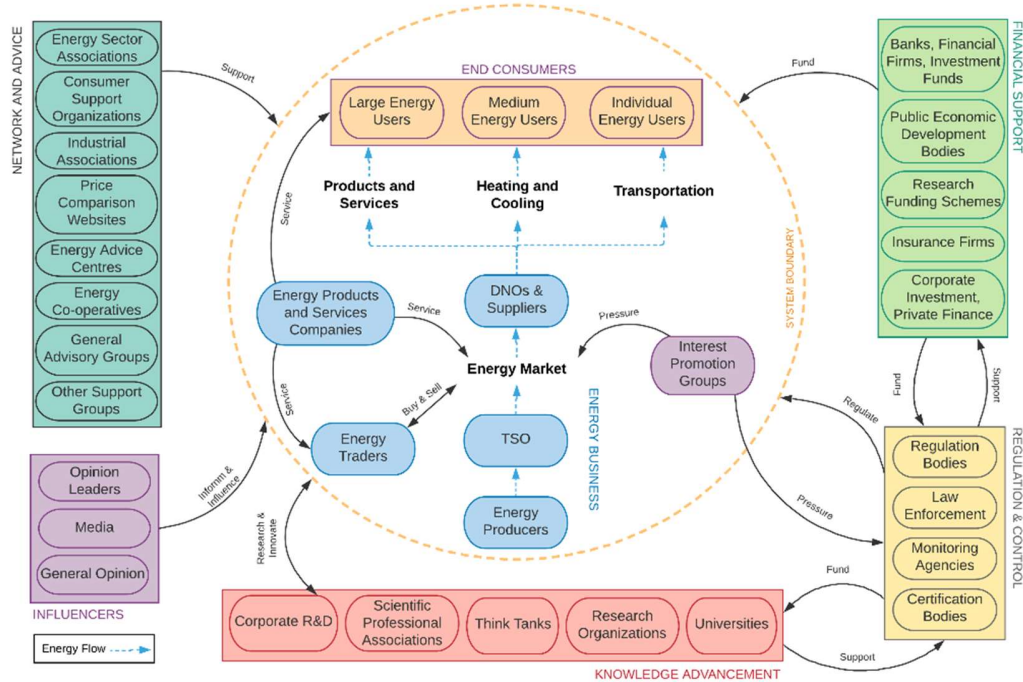 NETWORK AND ADVICE
Energy Sector
Associations
Consumer
Support
Organizations
Industrial
Associations
Price
Comparison
Websites
Energy Advice
Centres
Energy
Co-operatives
General
Advisory Groups
Other Support
Groups
Support
END CONSUMERS
Large Energy
Users
Medium
Energy Users
Individual
Energy Users
Products and
Services
Heating and
Cooling
Transportation
Service
Energy Products
and Services
Companies
Service
DNOs &
Suppliers
Pressure
Interest
Promotion
Groups
Energy Market
Service
Buy & Sell
Energy
Traders
TSO
Energy
Producers
ENERGY BUSINESS
SYSTEM BOUNDARY
Fund
FINANCIAL SUPPORT
Banks, Financial
Firms, Investment
Funds
Public Economic
Development
Bodies
Research
Funding Schemes
Insurance Firms
Corporate
Investment,
Private Finance
Fund
Support
Regulate
Pressure
REGULATION & CONTROL
Regulation
Bodies
Law
Enforcement
Monitoring
Agencies
Certification
Bodies
Fund
Support
Opinion
Leaders
Media
General Opinion
INFLUENCERS
Informm &
Influence
Research &
Innovate
Corporate R&D
Scientific
Professional
Associations
Think Tanks
Research
Organizations
Universities
KNOWLEDGE ADVANCEMENT
Energy Flow